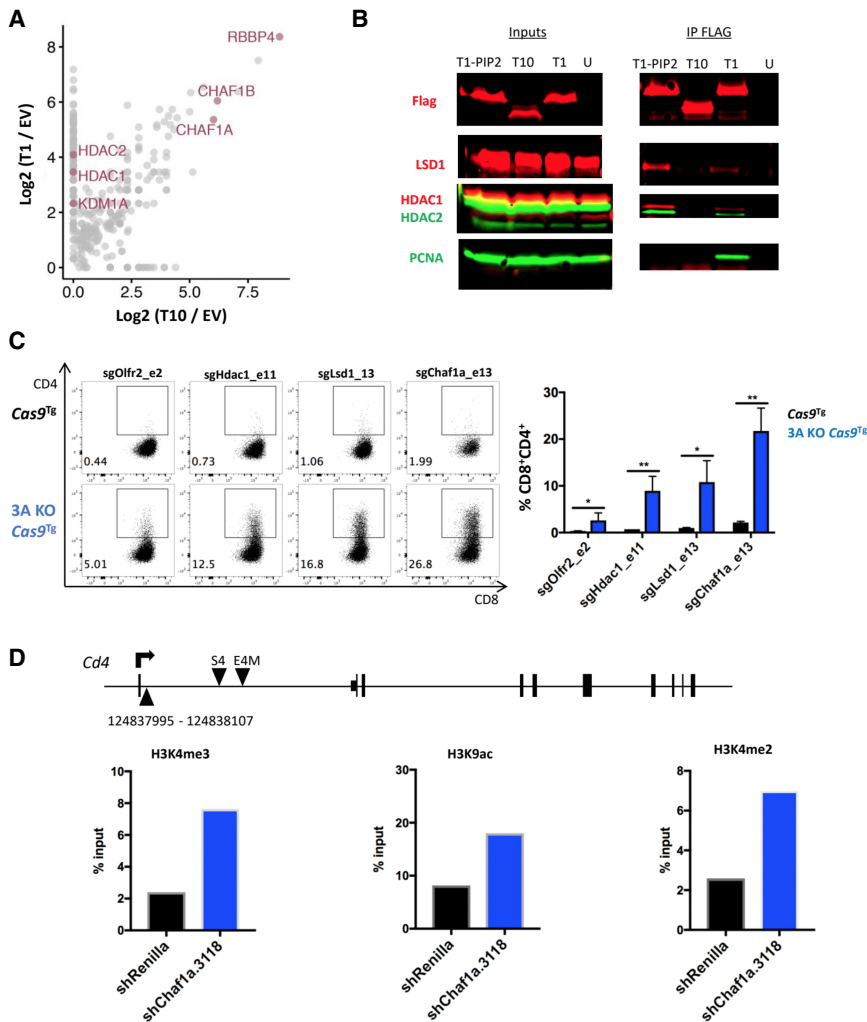 A
RBBP4
CHAF1B
CHAF1A
HDAC2
HDAC1
KDM1A
8
6
4
2
0
0.0
2.5
5.0
7.5
Log2 (T1 / EV)
Log2 (T10 / EV)
B
Inputs
IP FLAG
T1-PIP2 T10 T1 U
T1-PIP2 T10 T1 U
Flag
LSD1
HDAC1
HDAC2
PCNA
C
CD4
sgOlfr2_e2
sgHdac1_e11
sgLsd1_13
sgChaf1a_e13
Cas9Tg
0.44
0.73
1.06
1.99
3A KO
Cas9Tg
5.01
12.5
16.8
26.8
CD8
% CD8+CD4+
30
20
10
0
*
**
*
**
sgOlfr2_e2
sgHdac1_e11
sgLsd1_e13
sgChaf1a_e13
Cas9Tg
3A KO Cas9Tg
D
Cd4
S4
E4M
124837995 - 124838107
H3K4me3
% input
10
8
6
4
2
0
shRenilla
shChaf1a.3118
H3K9ac
% input
30
20
10
0
shRenilla
shChaf1a.3118
H3K4me2
% input
8
6
4
2
0
shRenilla
shChaf1a.3118